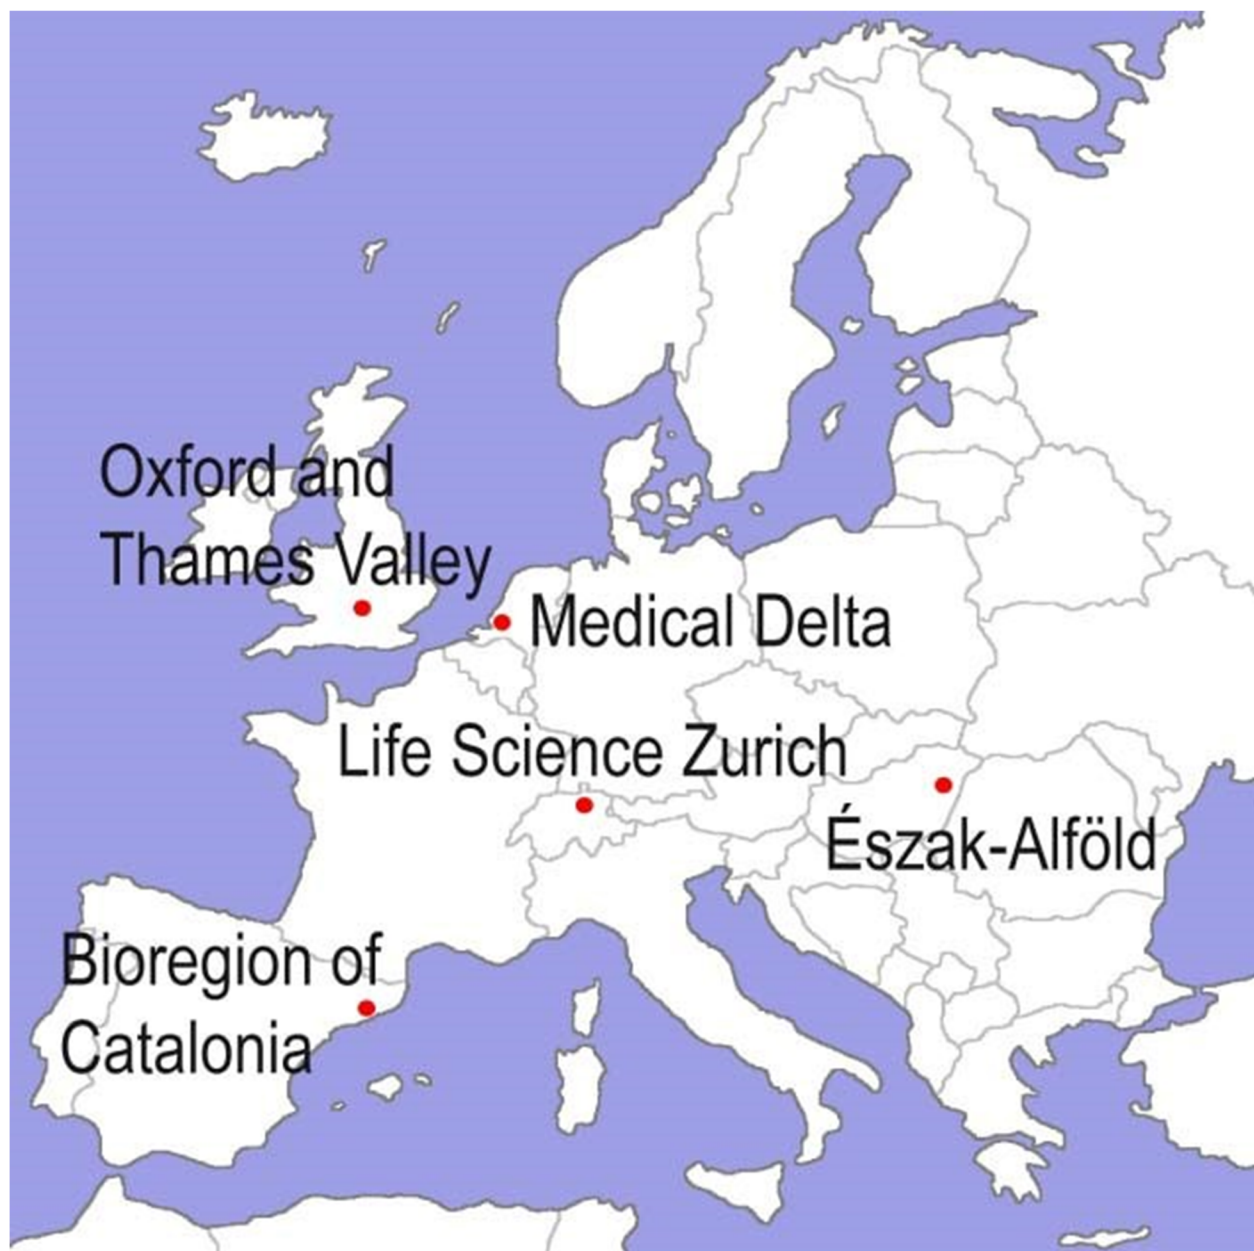 Oxford and
Thames Valley
Medical Delta
Life Science Zurich
Észak-Alföld
Bioregion of
Catalonia